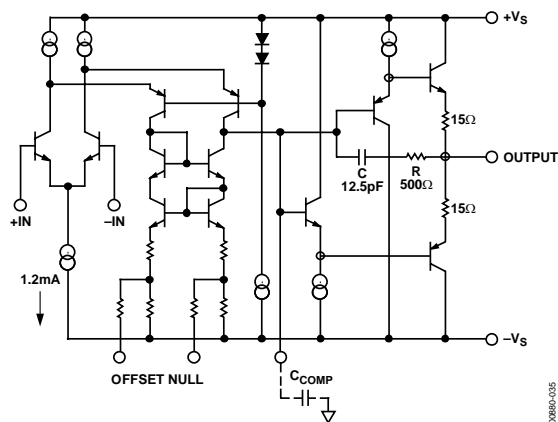 +VS
15Ω
OUTPUT
C
12.5pF
R
500Ω
15Ω
+IN
–IN
1.2mA
–VS
OFFSET NULL
CCOMP
X880-035